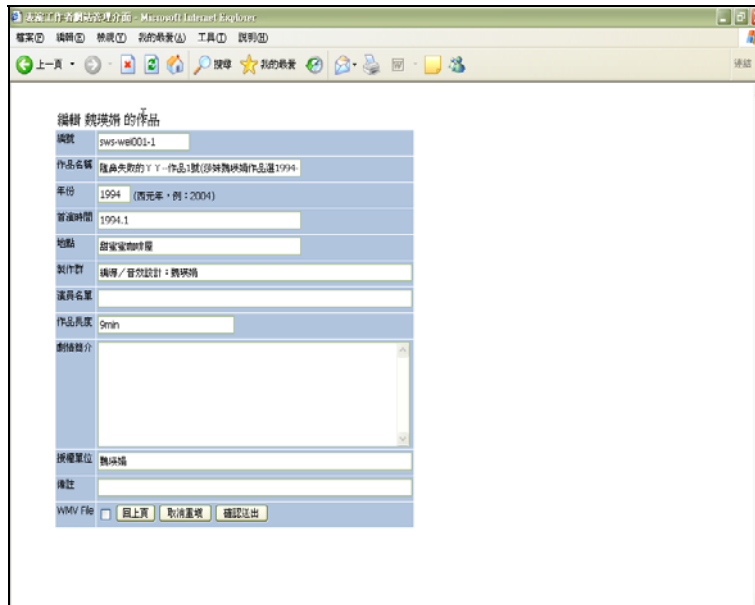 表演工作者網站管理介面 - Microsoft Internet Explorer
檔案(F) 編輯(E) 檢視(V) 我的最愛(A) 工具(T) 說明(H)
上一頁 搜尋 我的最愛 連結
編輯 魏瑛娟 的作品
編號 sws-wei001-1
作品名稱 隆鼻失敗的ㄚㄚ-作品1號(莎妹魏瑛娟作品選1994-
年份 1994 (西元年,例:2004)
首演時間 1994.1
地點 甜蜜蜜咖啡屋
製作群 編導／音效設計：魏瑛娟
演員名單
作品長度 9min
劇情簡介
授權單位 魏瑛娟
備註
WMV File 回上頁 取消重填 確認送出